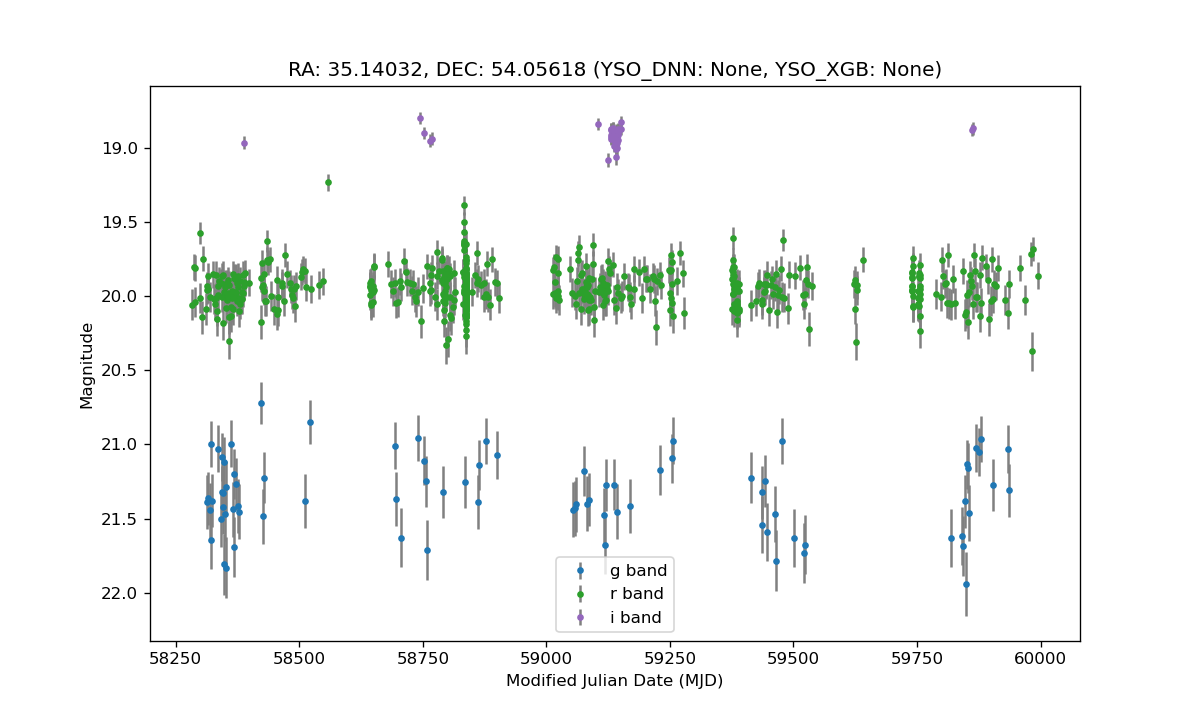 RA: 35.14032, DEC: 54.05618 (YSO_DNN: None, YSO_XGB: None)
Magnitude
19.0
19.5
20.0
20.5
21.0
21.5
22.0
g band
r band
i band
58250 58500 58750 59000 59250 59500 59750 60000
Modified Julian Date (MJD)